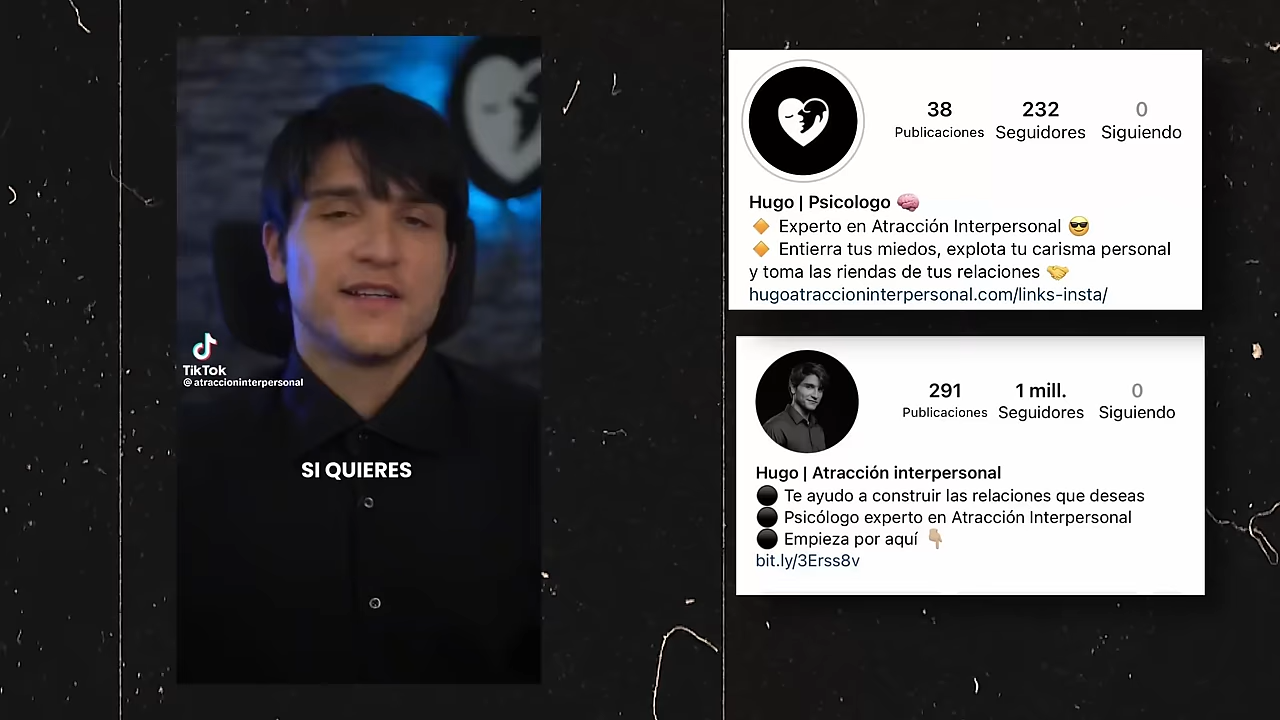 TikTok
@atraccioninterpersonal
SI QUIERES
38 232 0
Publicaciones Seguidores Siguiendo
Hugo | Psicologo 🧠
🔸 Experto en Atracción Interpersonal 😎
🔸 Entierra tus miedos, explota tu carisma personal
y toma las riendas de tus relaciones 🤝
hugoatraccioninterpersonal.com/links-insta/
291 1 mill. 0
Publicaciones Seguidores Siguiendo
Hugo | Atracción interpersonal
⚫ Te ayudo a construir las relaciones que deseas
⚫ Psicólogo experto en Atracción Interpersonal
⚫ Empieza por aquí 👇🏼
bit.ly/3Erss8v